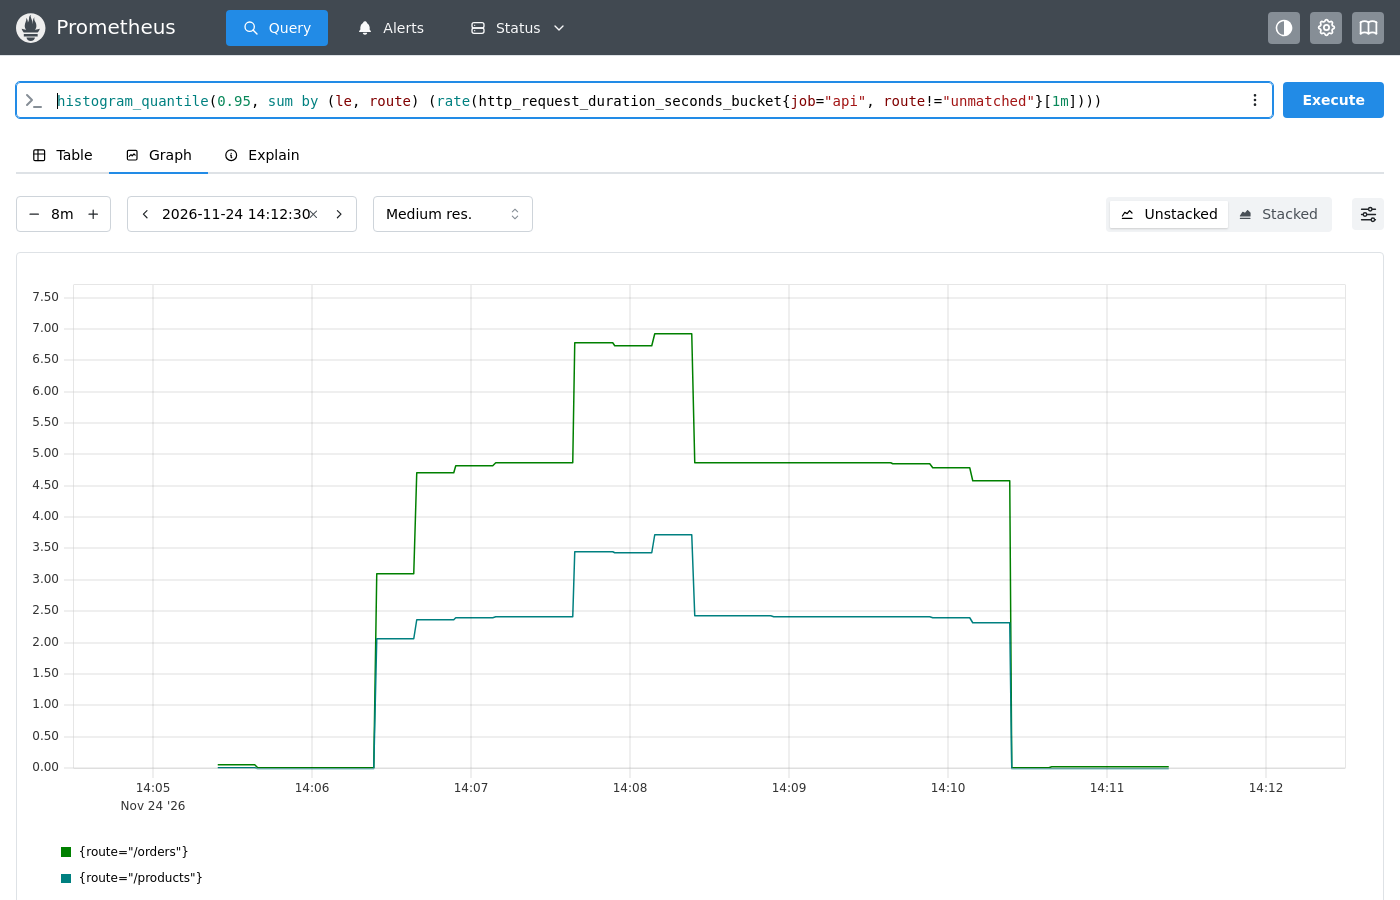 Prometheus Query Alerts Status
histogram_quantile(0.95, sum by (le, route) (rate(http_request_duration_seconds_bucket{job="api", route!="unmatched"}[1m])))
Execute
Table Graph Explain
8m 2026-11-24 14:12:30 Medium res. Unstacked Stacked
7.50
7.00
6.50
6.00
5.50
5.00
4.50
4.00
3.50
3.00
2.50
2.00
1.50
1.00
0.50
0.00
14:05 14:06 14:07 14:08 14:09 14:10 14:11 14:12
Nov 24 '26
{route="/orders"}
{route="/products"}